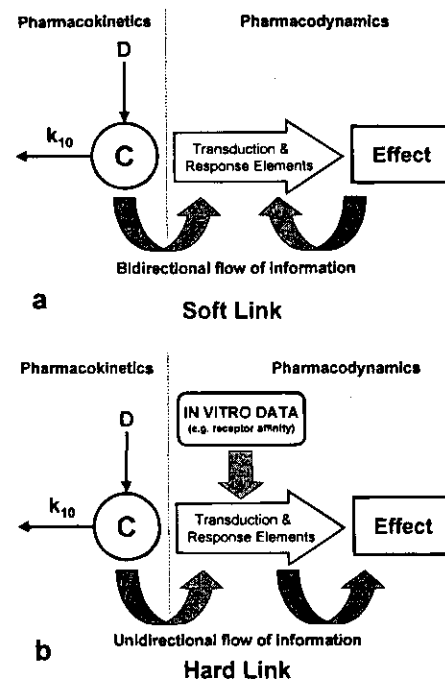 Pharmacokinetics
Pharmacodynamics
D
k10
C
Transduction &
Response Elements
Effect
Bidirectional flow of information
a
Soft Link
Pharmacokinetics
Pharmacodynamics
IN VITRO DATA
(e.g. receptor affinity)
D
k10
C
Transduction &
Response Elements
Effect
Unidirectional flow of information
b
Hard Link